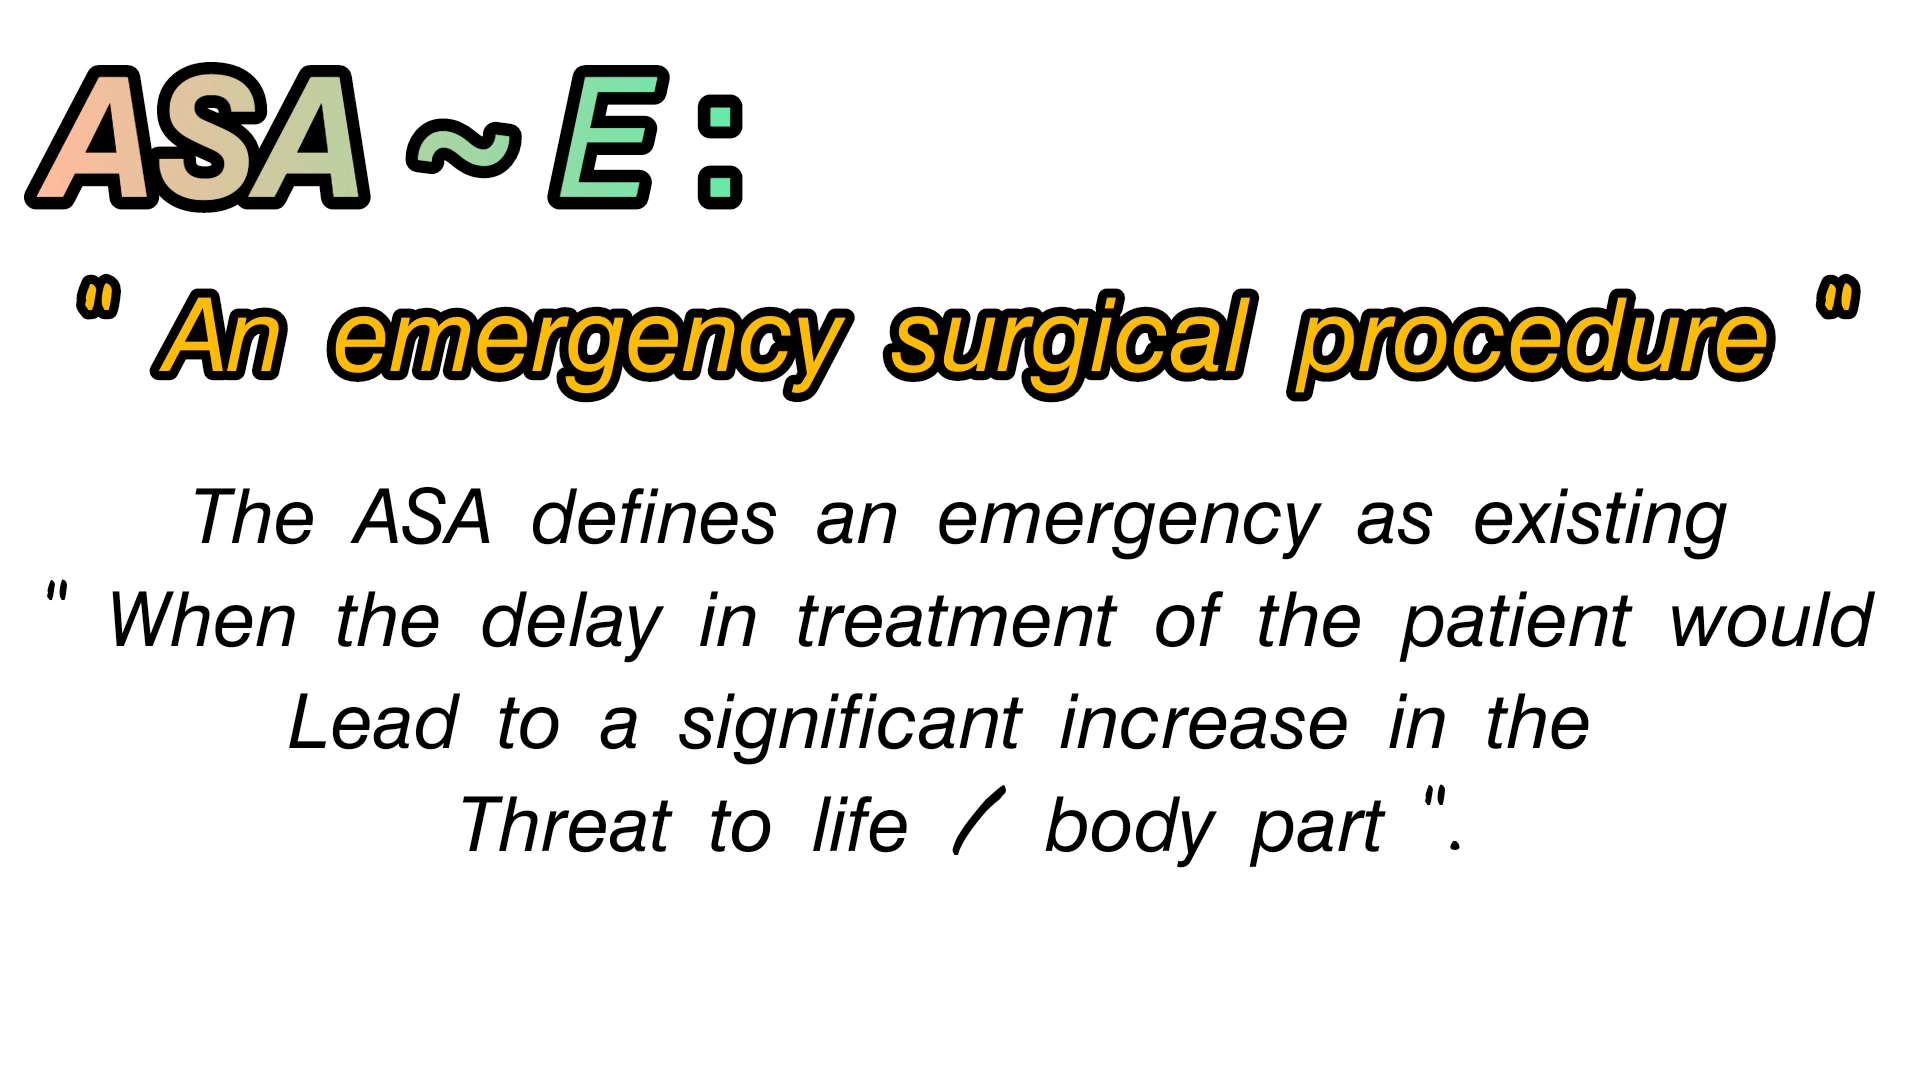 ASA ~ E :
" An emergency surgical procedure "
The ASA defines an emergency as existing
" When the delay in treatment of the patient would
Lead to a significant increase in the
Threat to life / body part ".